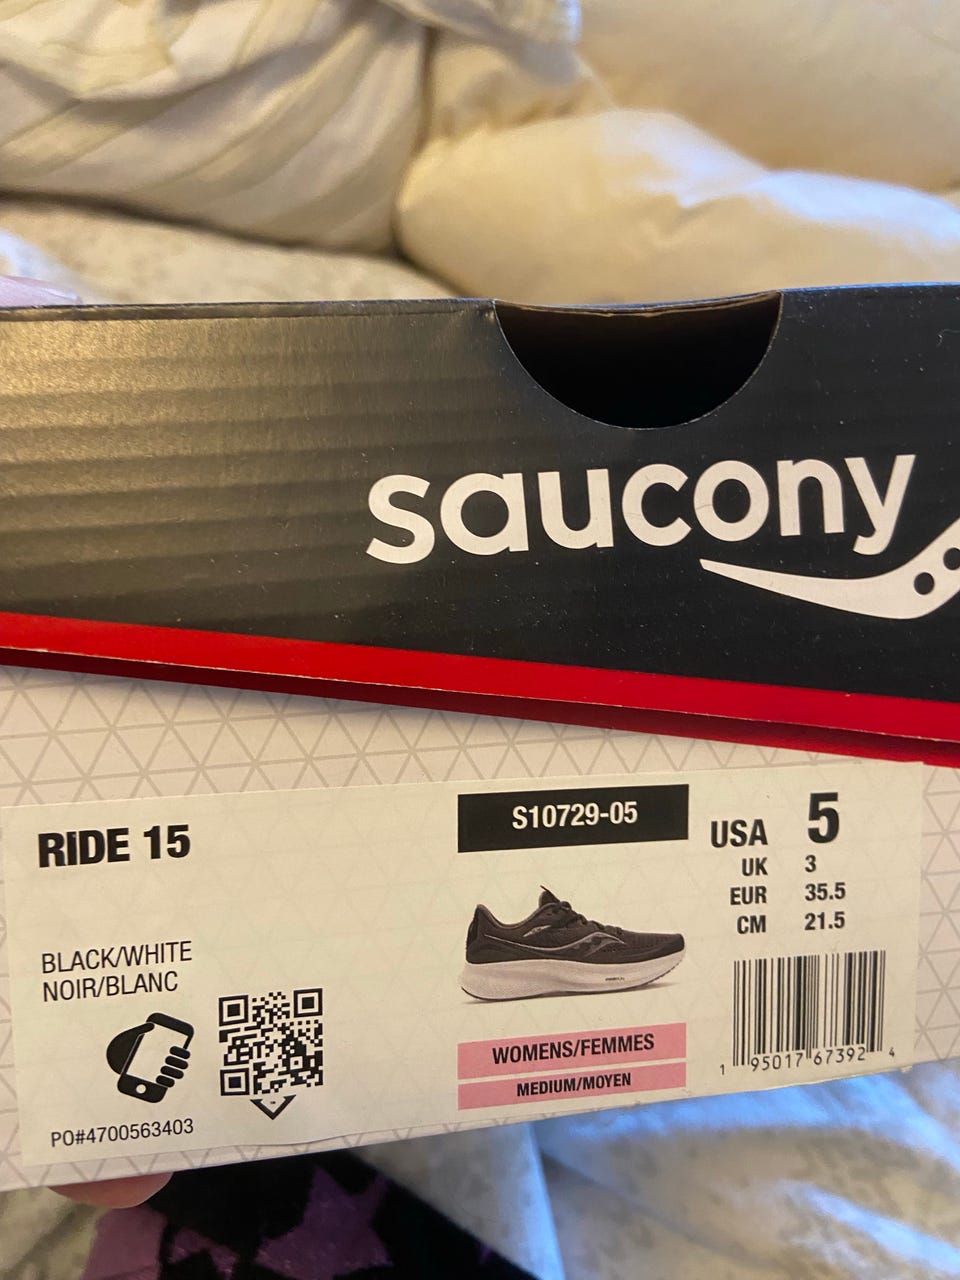 saucony
RIDE 15
BLACK/WHITE
NOIR/BLANC
PO#4700563403
S10729-05
WOMENS/FEMMES
MEDIUM/MOYEN
USA 5
UK 3
EUR 35.5
CM 21.5
1 95017 67392 4